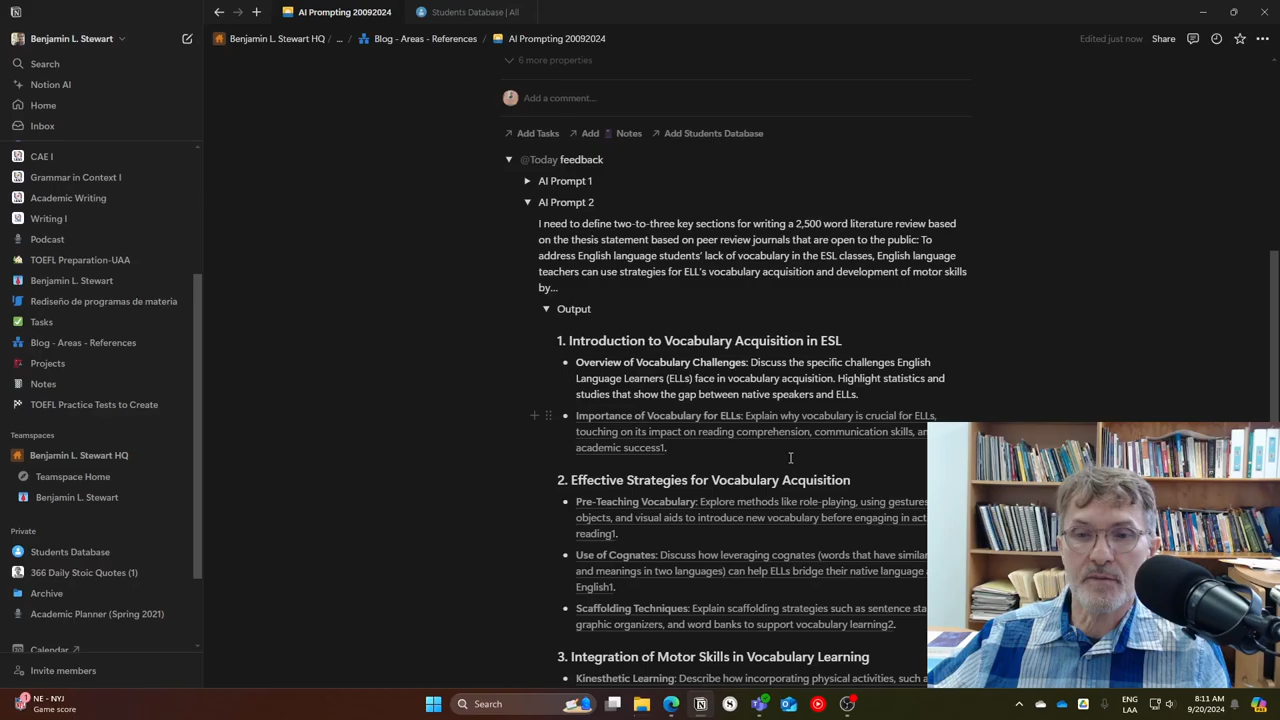 AI Prompting 20092024
Students Database | All
Benjamin L. Stewart
Benjamin L. Stewart HQ / ... / Blog - Areas - References / AI Prompting 20092024
Edited just now
Share
Search
Notion AI
Home
Inbox
CAE I
Grammar in Context I
Academic Writing
Writing I
Podcast
TOEFL Preparation-UAA
Benjamin L. Stewart
Rediseño de programas de materia
Tasks
Blog - Areas - References
Projects
Notes
TOEFL Practice Tests to Create
Teamspaces
Benjamin L. Stewart HQ
Teamspace Home
Benjamin L. Stewart
Private
Students Database
366 Daily Stoic Quotes (1)
Archive
Academic Planner (Spring 2021)
Calendar
Invite members
6 more properties
Add a comment...
Add Tasks
Add Notes
Add Students Database
@Today feedback
AI Prompt 1
AI Prompt 2
I need to define two-to-three key sections for writing a 2,500 word literature review based
on the thesis statement based on peer review journals that are open to the public: To
address English language students' lack of vocabulary in the ESL classes, English language
teachers can use strategies for ELL's vocabulary acquisition and development of motor skills
by...
Output
1. Introduction to Vocabulary Acquisition in ESL
• Overview of Vocabulary Challenges: Discuss the specific challenges English
Language Learners (ELLs) face in vocabulary acquisition. Highlight statistics and
studies that show the gap between native speakers and ELLs.
• Importance of Vocabulary for ELLs: Explain why vocabulary is crucial for ELLs,
touching on its impact on reading comprehension, communication skills,
academic success1.
2. Effective Strategies for Vocabulary Acquisition
• Pre-Teaching Vocabulary: Explore methods like role-playing, using gestures
objects, and visual aids to introduce new vocabulary before engaging in act
reading1.
• Use of Cognates: Discuss how leveraging cognates (words that have similar
and meanings in two languages) can help ELLs bridge their native language
English1.
• Scaffolding Techniques: Explain scaffolding strategies such as sentence sta
graphic organizers, and word banks to support vocabulary learning2.
3. Integration of Motor Skills in Vocabulary Learning
• Kinesthetic Learning: Describe how incorporating physical activities, such a
NE - NYJ
Game score
Search
ENG
LAA
8:11 AM
9/20/2024